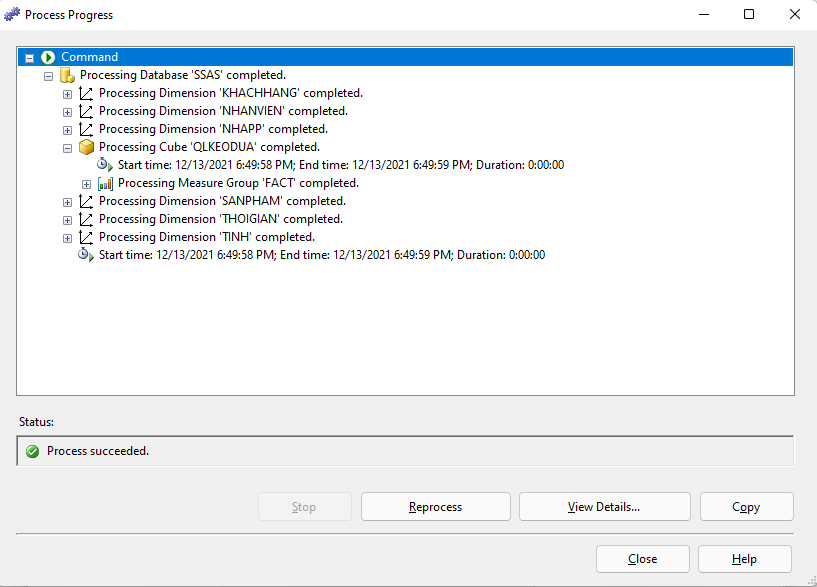 Process Progress
Command
Processing Database 'SSAS' completed.
Processing Dimension 'KHACHHANG' completed.
Processing Dimension 'NHANVIEN' completed.
Processing Dimension 'NHAPP' completed.
Processing Cube 'QLKEODUA' completed.
Start time: 12/13/2021 6:49:58 PM; End time: 12/13/2021 6:49:59 PM; Duration: 0:00:00
Processing Measure Group 'FACT' completed.
Processing Dimension 'SANPHAM' completed.
Processing Dimension 'THOIGIAN' completed.
Processing Dimension 'TINH' completed.
Start time: 12/13/2021 6:49:58 PM; End time: 12/13/2021 6:49:59 PM; Duration: 0:00:00
Status:
Process succeeded.
Stop Reprocess View Details... Copy
Close Help